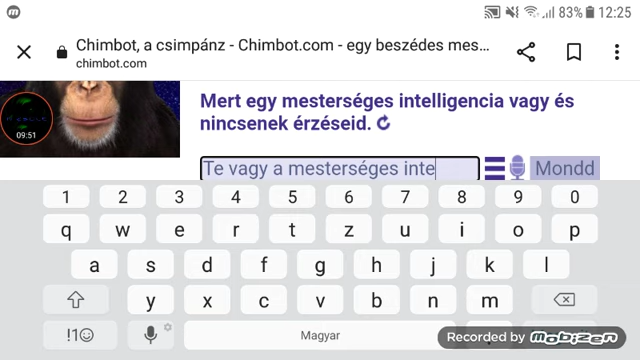 83% 12:25
Chimbot, a csimpánz - Chimbot.com - egy beszédes mes...
chimbot.com
09:51
Mert egy mesterséges intelligencia vagy és
nincsenek érzéseid.
Te vagy a mesterséges inte
Mondd
1 2 3 4 5 6 7 8 9 0
q w e r t z u i o p
a s d f g h j k l
y x c v b n m
!1☺ Magyar
Recorded by Mobizen